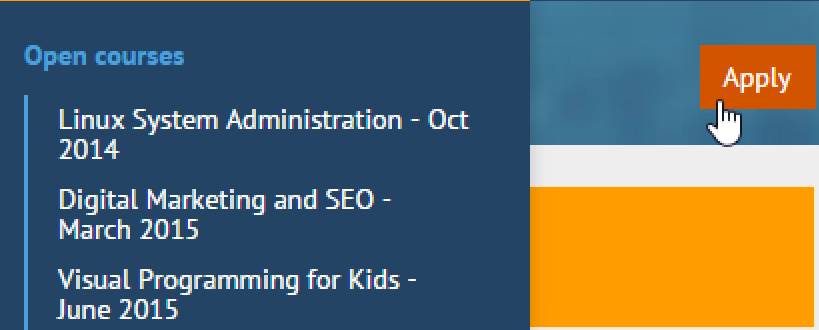 Open courses
Apply
Linux System Administration - Oct
2014
Digital Marketing and SEO -
March 2015
Visual Programming for Kids -
June 2015